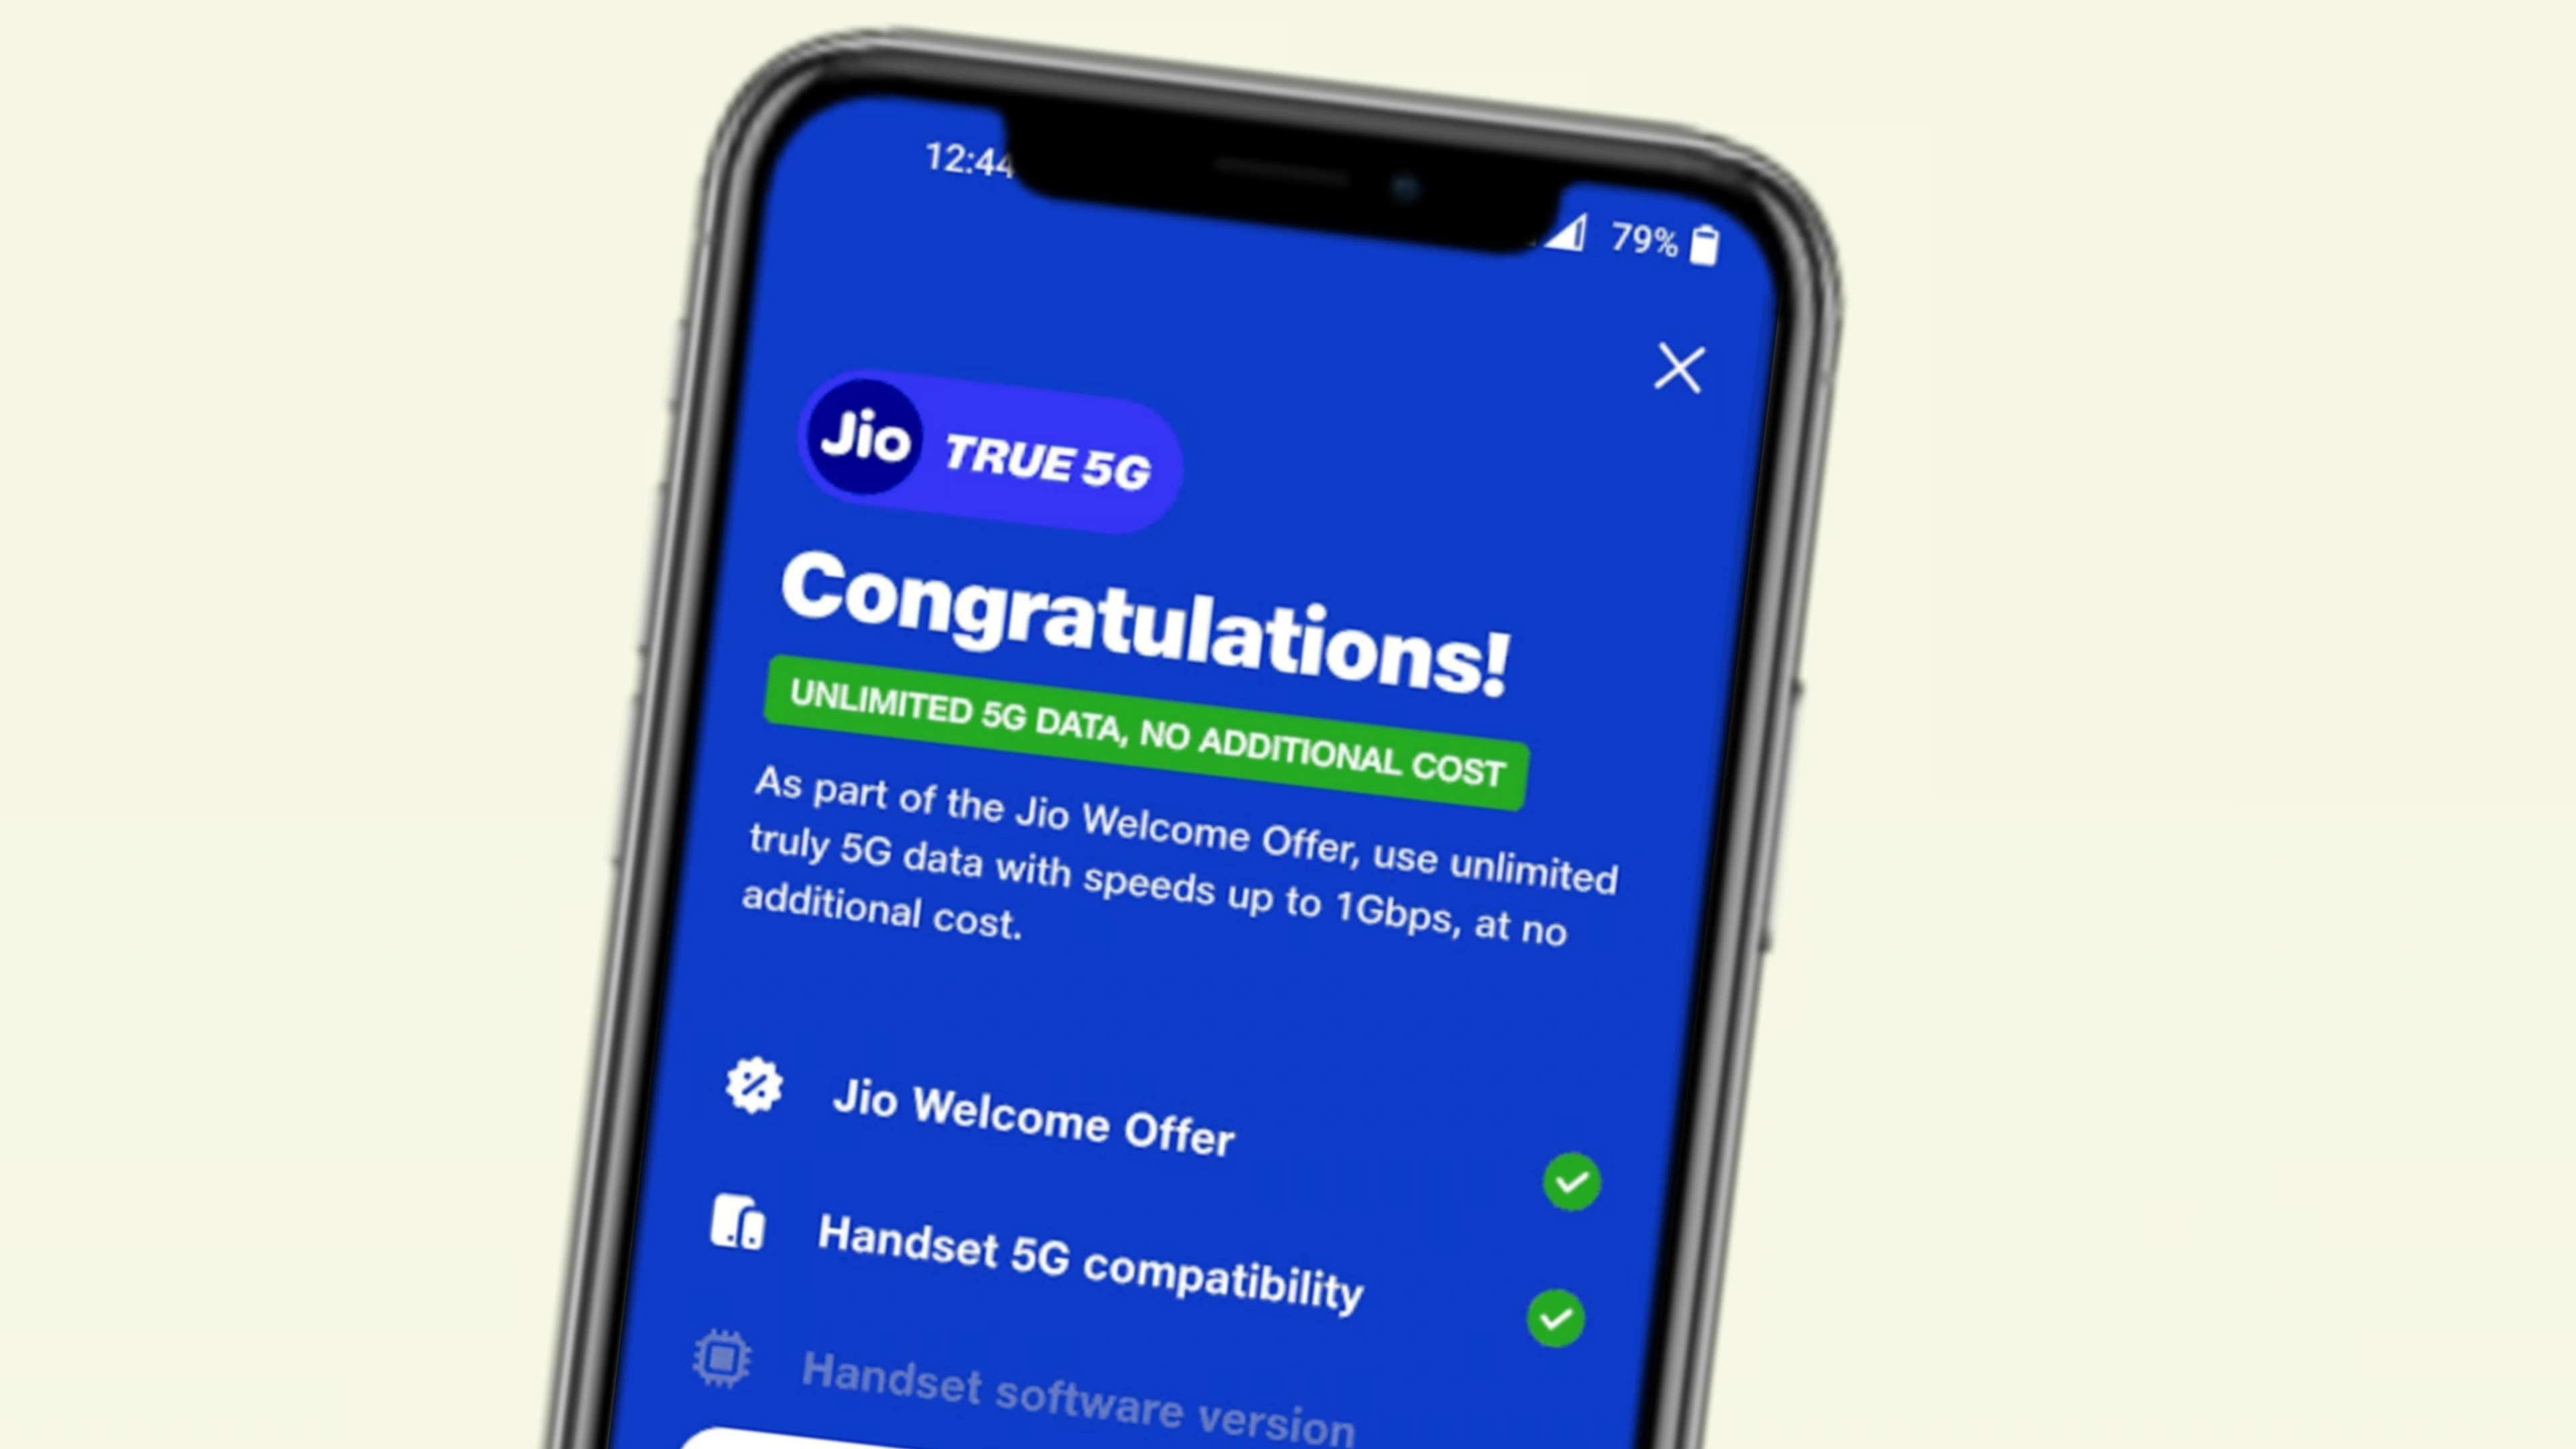 12:44
79%
Jio TRUE 5G
Congratulations!
UNLIMITED 5G DATA, NO ADDITIONAL COST
As part of the Jio Welcome Offer, use unlimited
truly 5G data with speeds up to 1Gbps, at no
additional cost.
Jio Welcome Offer
Handset 5G compatibility
Handset software version